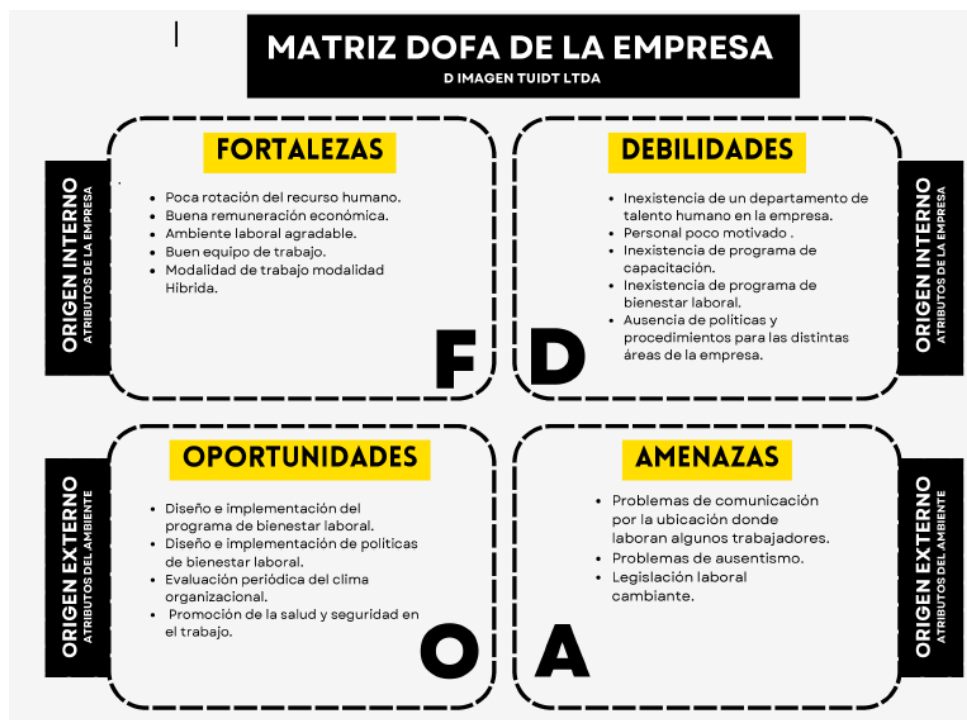 MATRIZ DOFA DE LA EMPRESA
D IMAGEN TUIDT LTDA
ORIGEN INTERNO
ATRIBUTOS DE LA EMPRESA
FORTALEZAS
• Poca rotación del recurso humano.
• Buena remuneración económica.
• Ambiente laboral agradable.
• Buen equipo de trabajo.
• Modalidad de trabajo modalidad
Híbrida.
F
DEBILIDADES
• Inexistencia de un departamento de
talento humano en la empresa.
• Personal poco motivado .
• Inexistencia de programa de
capacitación.
• Inexistencia de programa de
bienestar laboral.
• Ausencia de políticas y
procedimientos para las distintas
áreas de la empresa.
D
ORIGEN INTERNO
ATRIBUTOS DE LA EMPRESA
ORIGEN EXTERNO
ATRIBUTOS DEL AMBIENTE
OPORTUNIDADES
• Diseño e implementación del
programa de bienestar laboral.
• Diseño e implementación de políticas
de bienestar laboral.
• Evaluación periódica del clima
organizacional.
• Promoción de la salud y seguridad en
el trabajo.
O
AMENAZAS
• Problemas de comunicación
por la ubicación donde
laboran algunos trabajadores.
• Problemas de ausentismo.
• Legislación laboral
cambiante.
A
ORIGEN EXTERNO
ATRIBUTOS DEL AMBIENTE